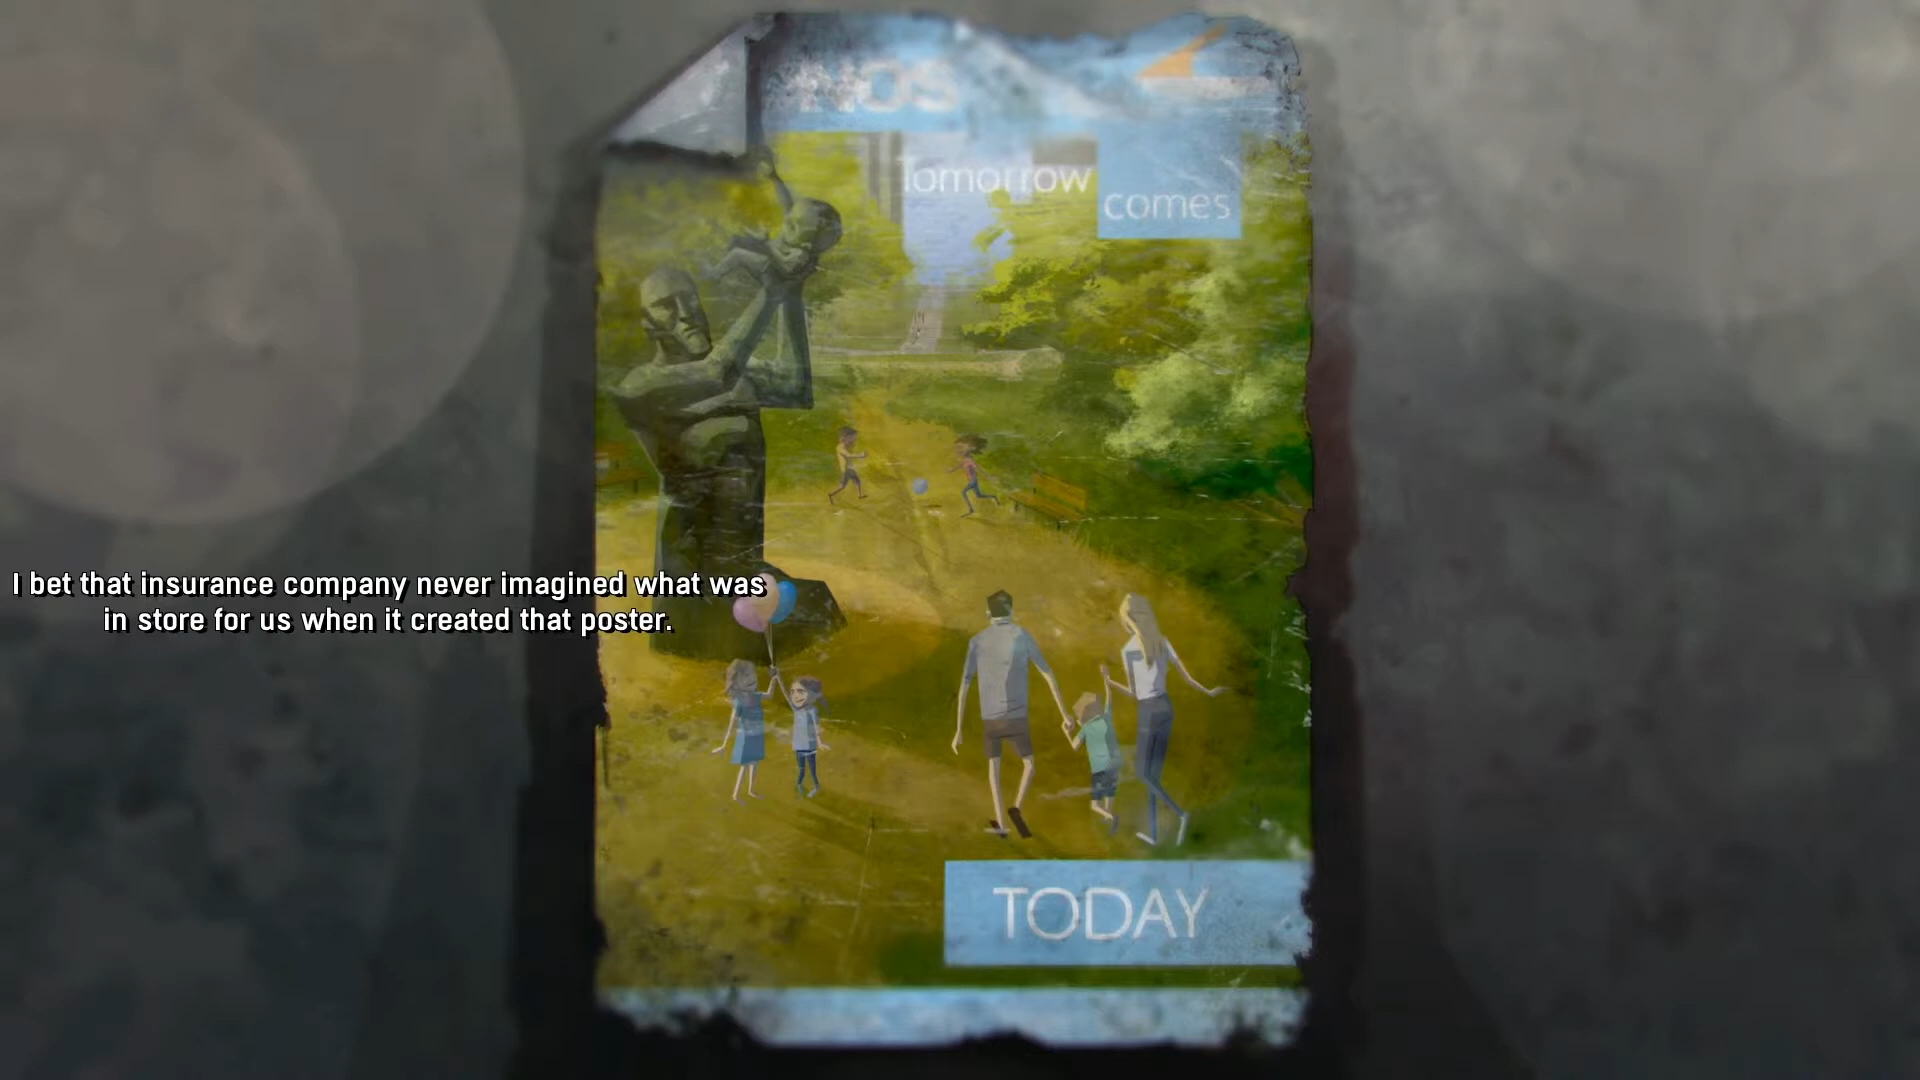 NOS
Tomorrow
comes
I bet that insurance company never imagined what was
in store for us when it created that poster.
TODAY